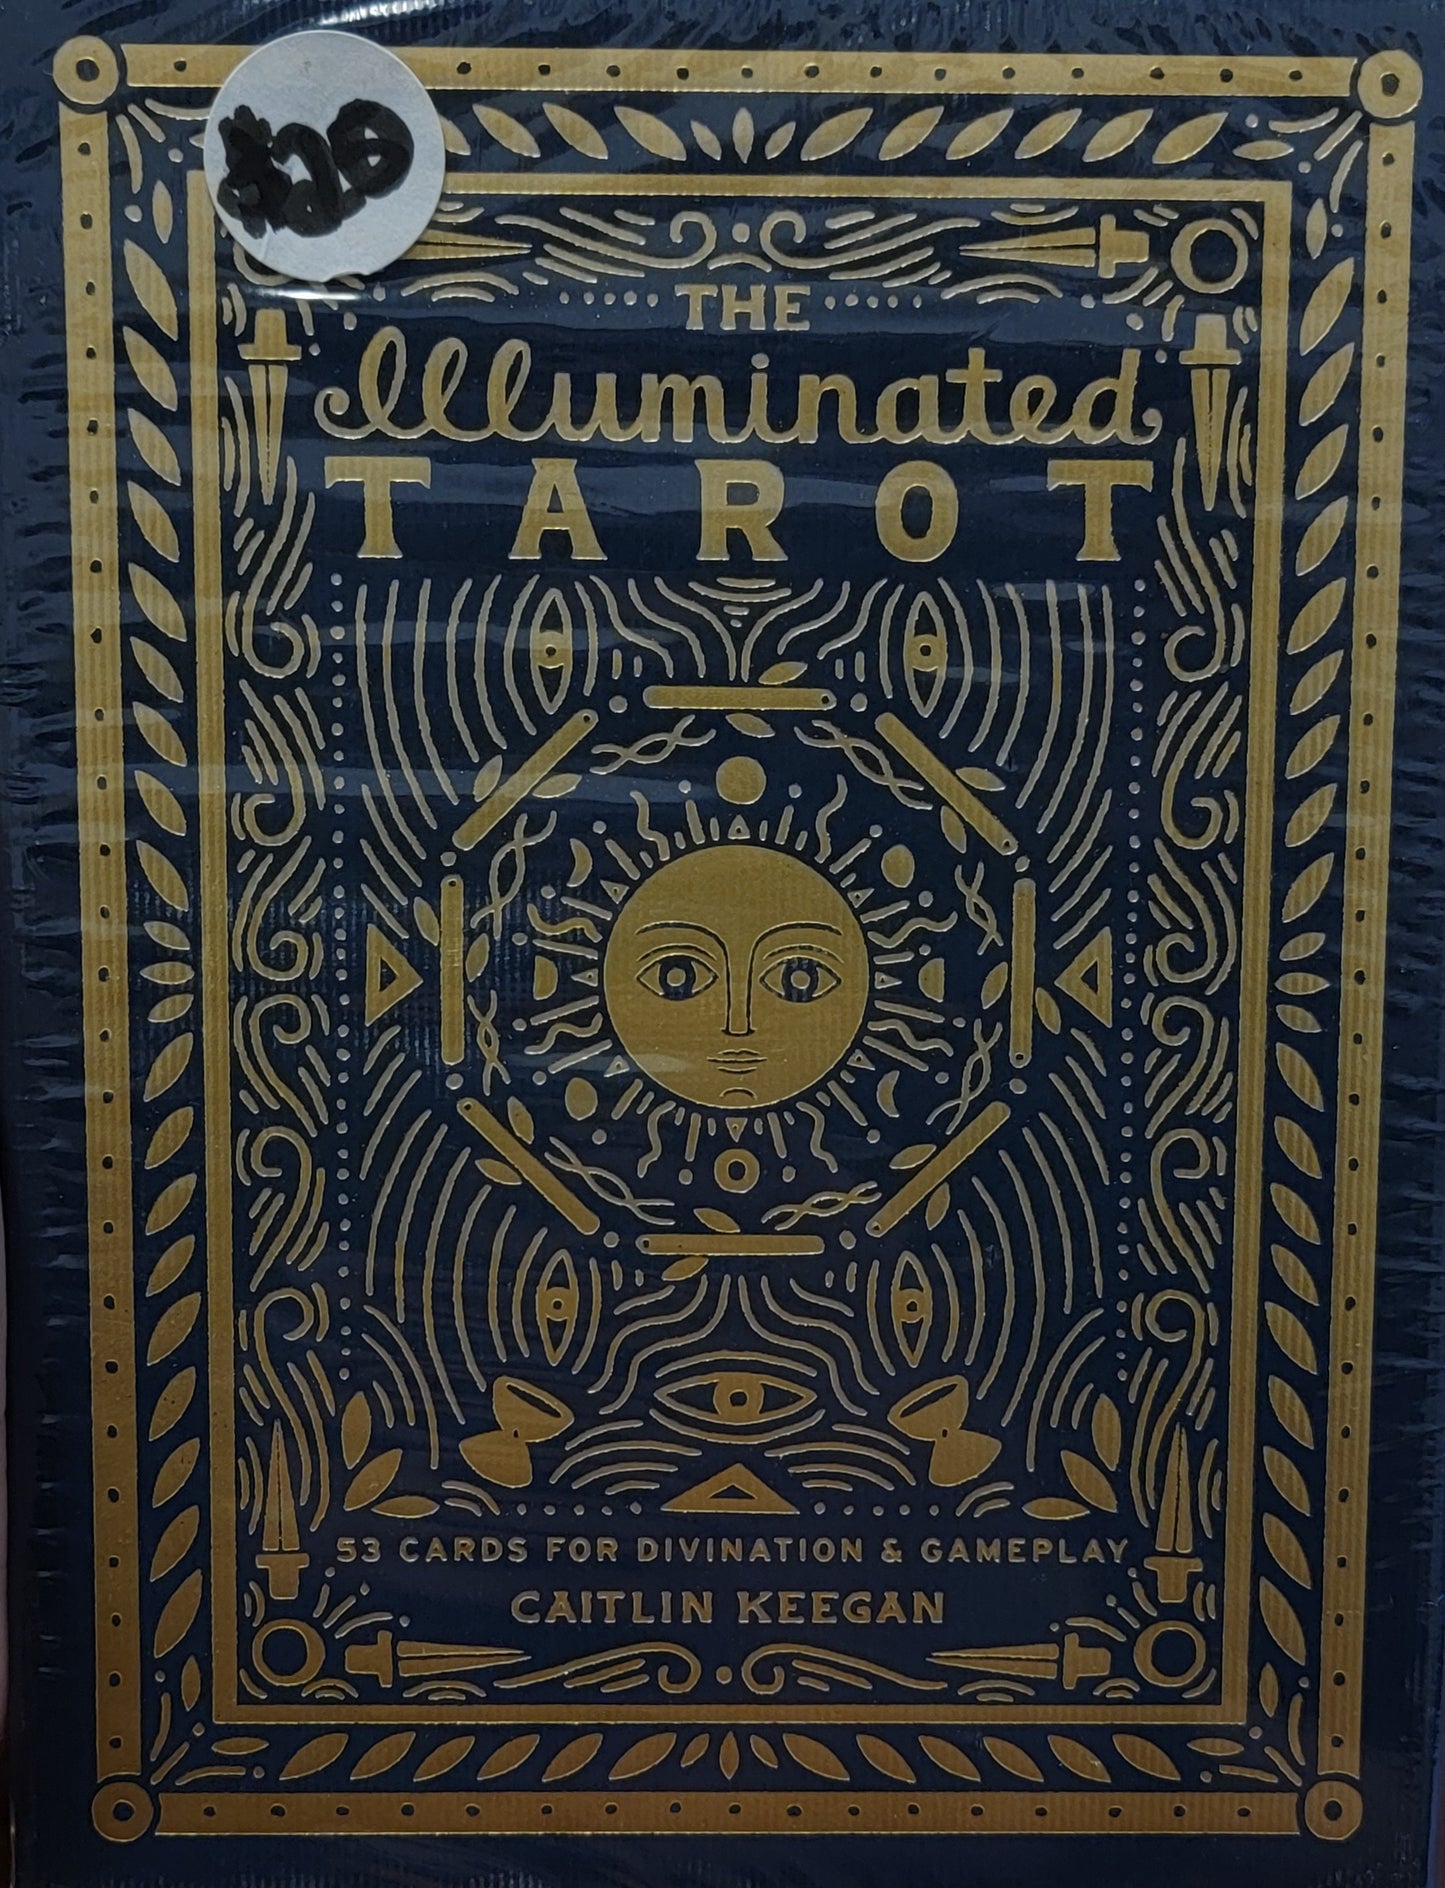 $20
THE
Illuminated
TAROT
53 CARDS FOR DIVINATION & GAMEPLAY
CAITLIN KEEGAN